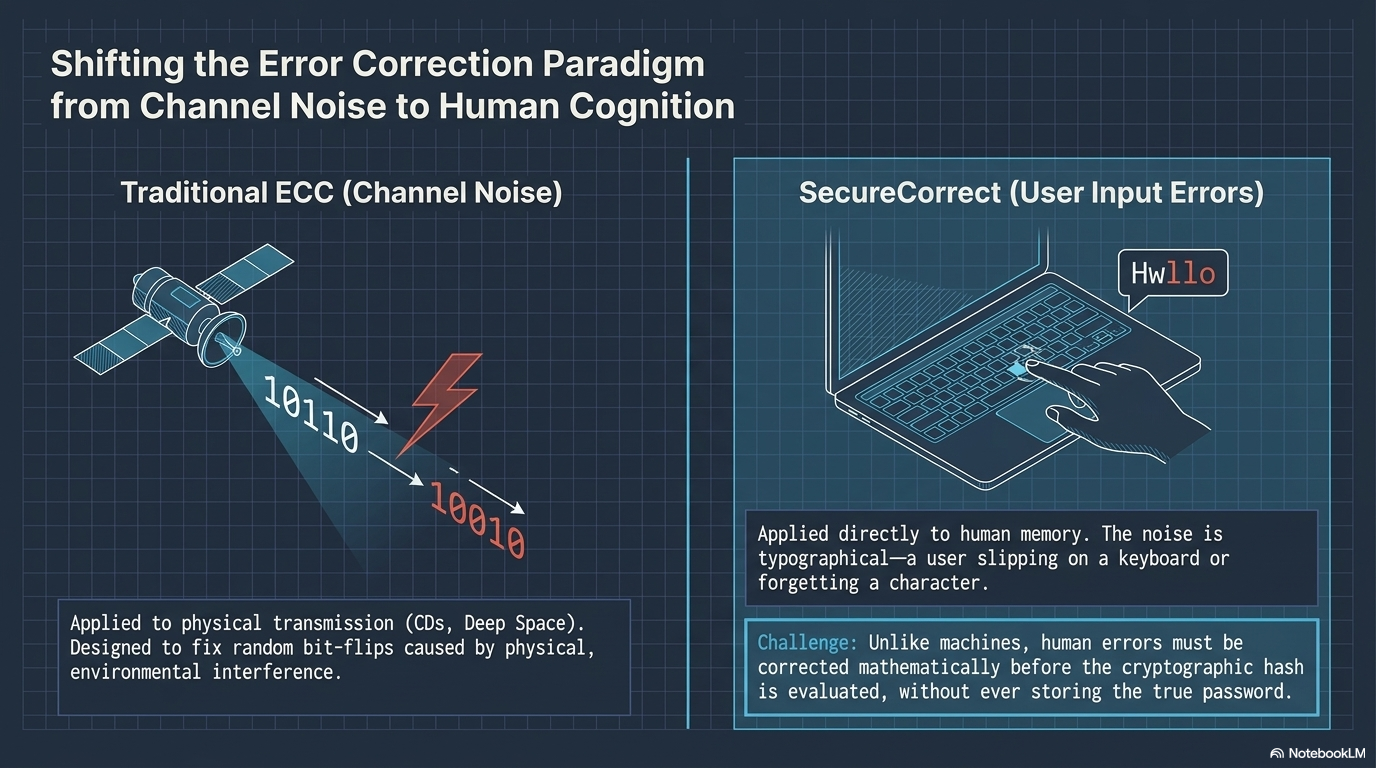 Shifting the Error Correction Paradigm
from Channel Noise to Human Cognition
Traditional ECC (Channel Noise)
10110
10010
Applied to physical transmission (CDs, Deep Space).
Designed to fix random bit-flips caused by physical,
environmental interference.
SecureCorrect (User Input Errors)
Hwllo
Applied directly to human memory. The noise is
typographical—a user slipping on a keyboard or
forgetting a character.
Challenge: Unlike machines, human errors must be
corrected mathematically before the cryptographic hash
is evaluated, without ever storing the true password.
NotebookLM